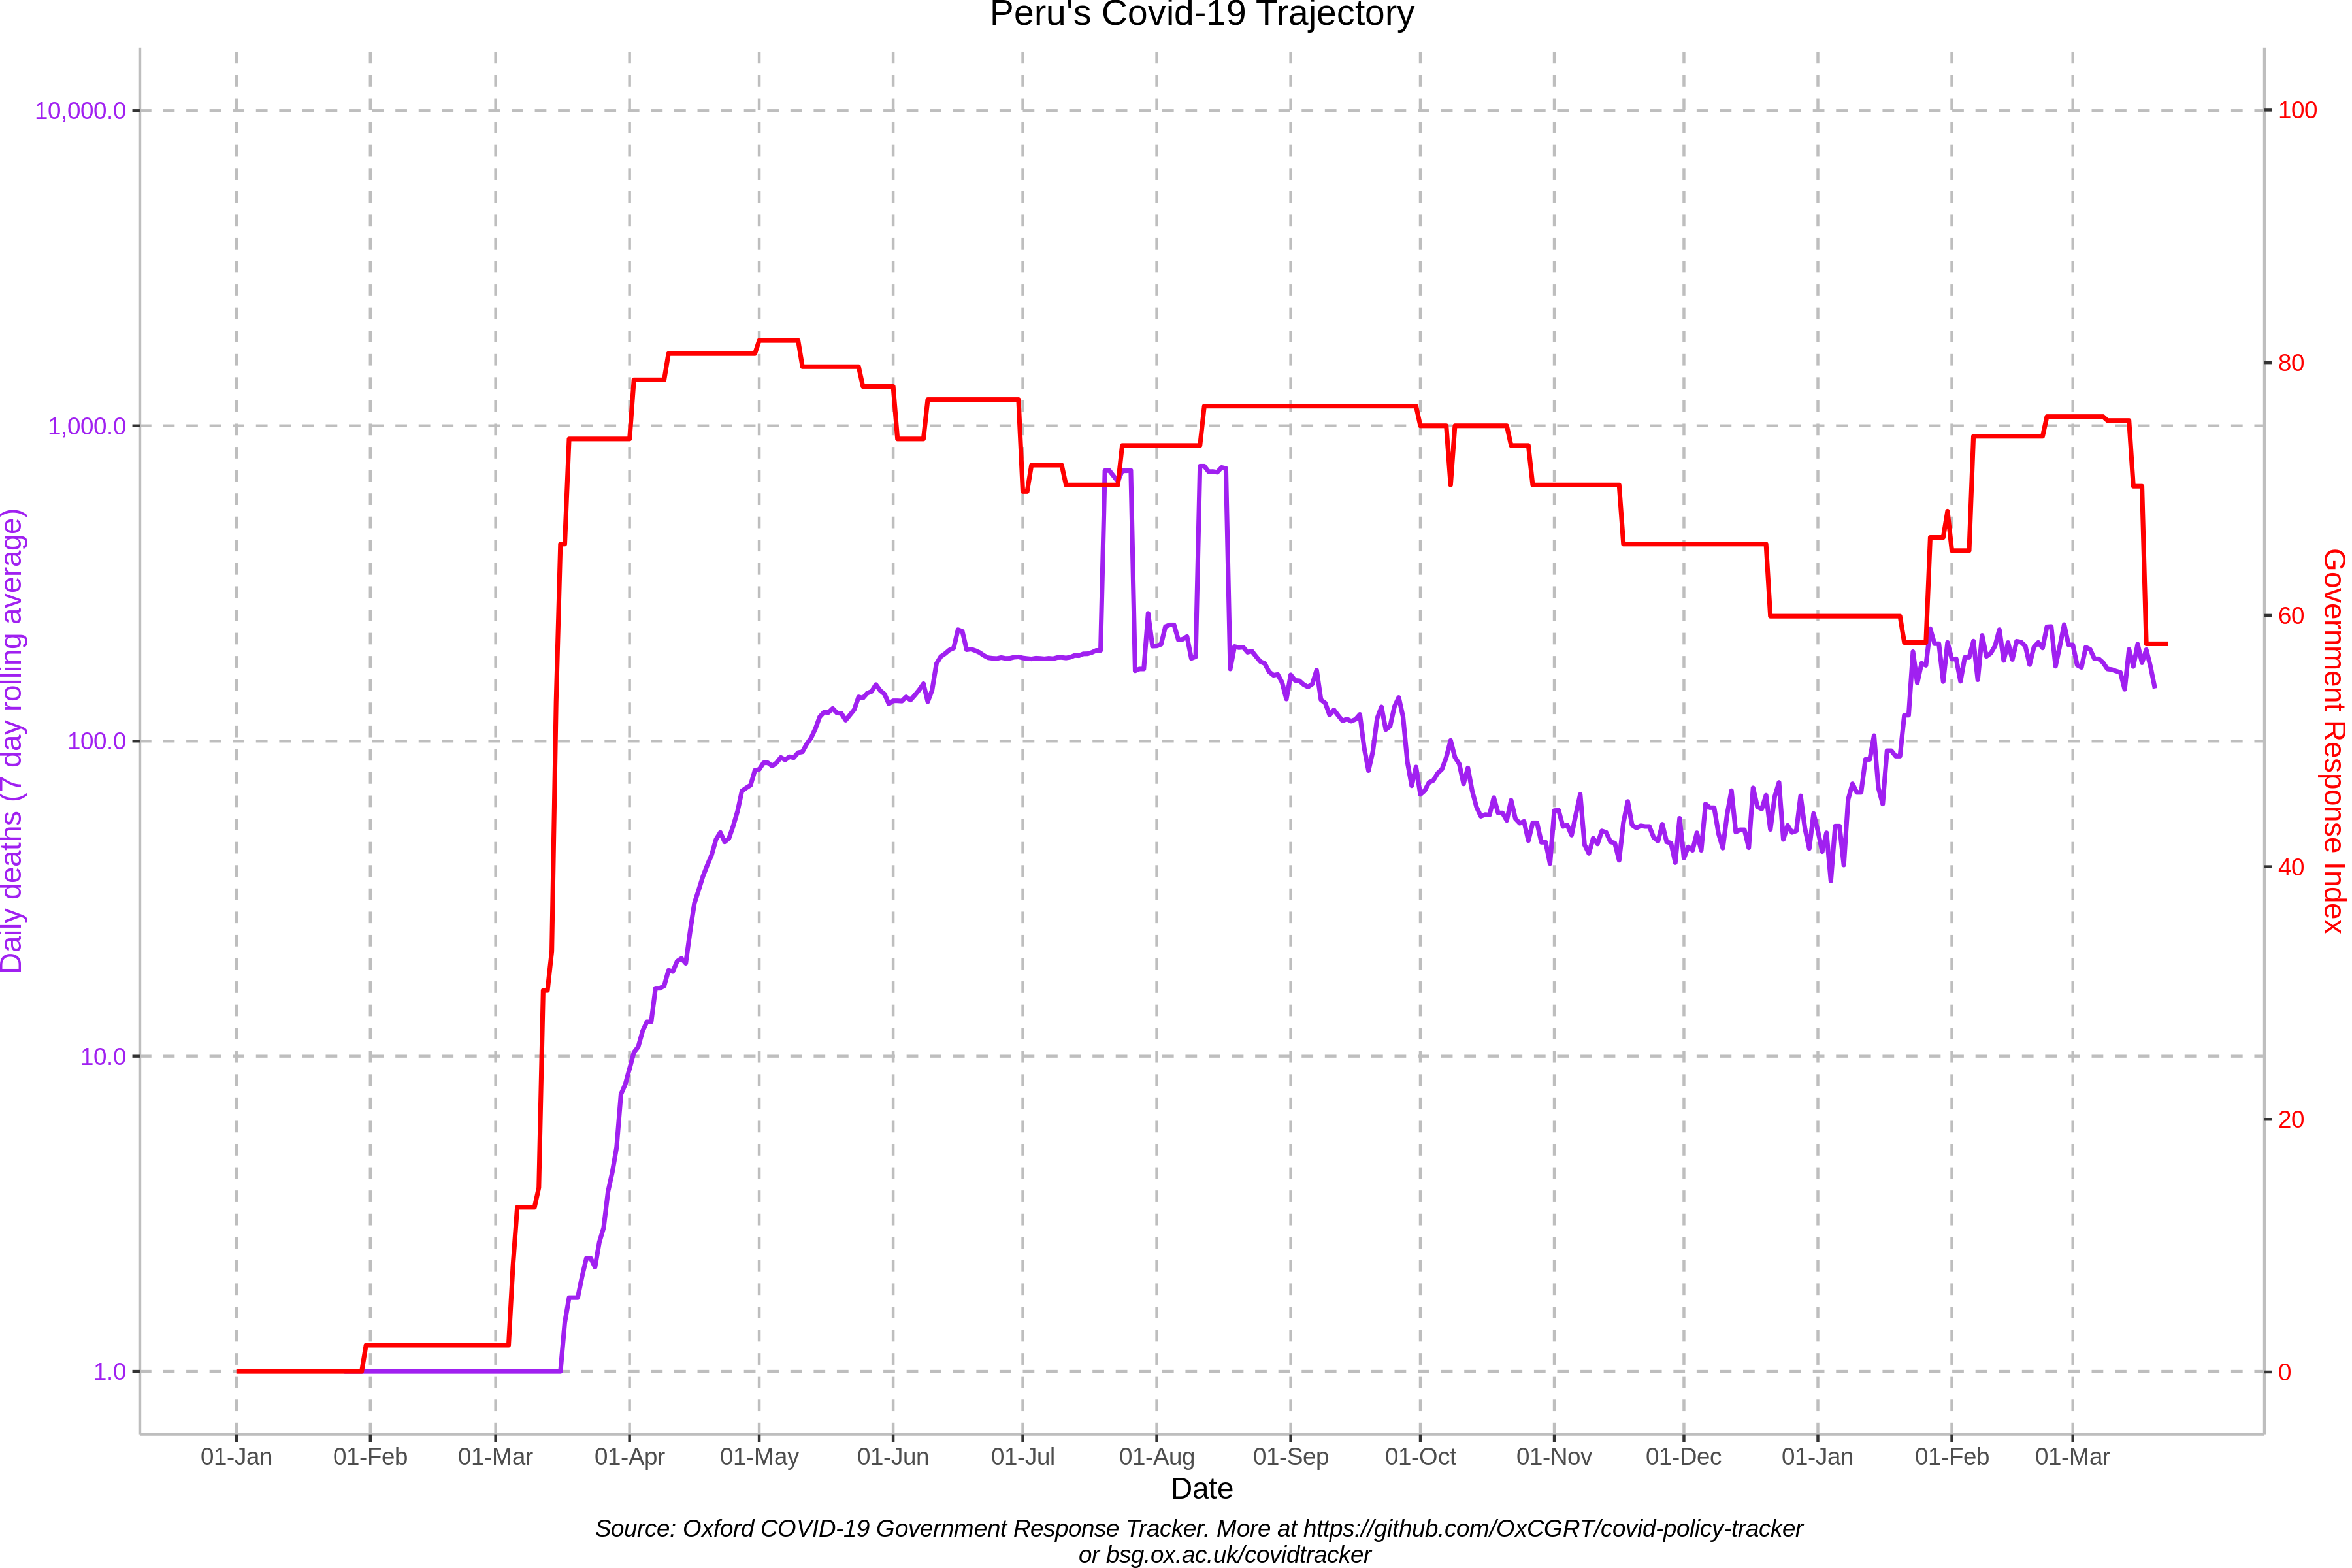 Peru's Covid-19 Trajectory
10,000.0
1,000.0
100.0
10.0
1.0
Daily deaths (7 day rolling average)
100
80
60
40
20
0
Government Response Index
01-Jan
01-Feb
01-Mar
01-Apr
01-May
01-Jun
01-Jul
01-Aug
01-Sep
01-Oct
01-Nov
01-Dec
01-Jan
01-Feb
01-Mar
Date
Source: Oxford COVID-19 Government Response Tracker. More at https://github.com/OxCGRT/covid-policy-tracker
or bsg.ox.ac.uk/covidtracker